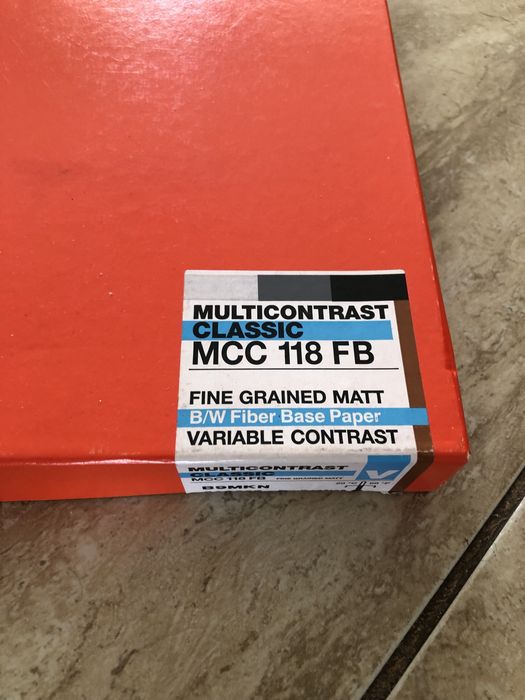 MULTICONTRAST
CLASSIC
MCC 118 FB
FINE GRAINED MATT
B/W Fiber Base Paper
VARIABLE CONTRAST
MULTICONTRAST
CLASSIC
MCC 118 FB FINE GRAINED MATT
V